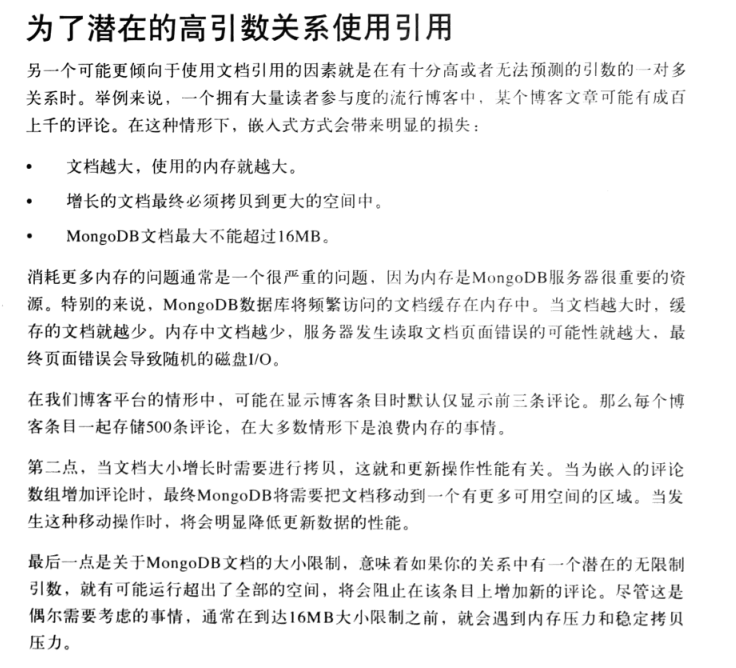 为了潜在的高引数关系使用引用
另一个可能更倾向于使用文档引用的因素就是在有十分高或者无法预测的引数的一对多
关系时。举例来说，一个拥有大量读者参与度的流行博客中，某个博客文章可能有成百
上千的评论。在这种情形下，嵌入式方式会带来明显的损失：
• 文档越大，使用的内存就越大。
• 增长的文档最终必须拷贝到更大的空间中。
• MongoDB文档最大不能超过16MB。
消耗更多内存的问题通常是一个很严重的问题，因为内存是MongoDB服务器很重要的资
源。特别的来说，MongoDB数据库将频繁访问的文档缓存在内存中。当文档越大时，缓
存的文档就越少。内存中文档越少，服务器发生读取文档页面错误的可能性就越大，最
终页面错误会导致随机的磁盘I/O。
在我们博客平台的情形中，可能在显示博客条目时默认仅显示前三条评论。那么每个博
客条目一起存储500条评论，在大多数情形下是浪费内存的事情。
第二点，当文档大小增长时需要进行拷贝，这就和更新操作性能有关。当为嵌入的评论
数组增加评论时，最终MongoDB将需要把文档移动到一个有更多可用空间的区域。当发
生这种移动操作时，将会明显降低更新数据的性能。
最后一点是关于MongoDB文档的大小限制，意味着如果你的关系中有一个潜在的无限制
引数，就有可能运行超出了全部的空间，将会阻止在该条目上增加新的评论。尽管这是
偶尔需要考虑的事情，通常在到达16MB大小限制之前，就会遇到内存压力和稳定拷贝
压力。